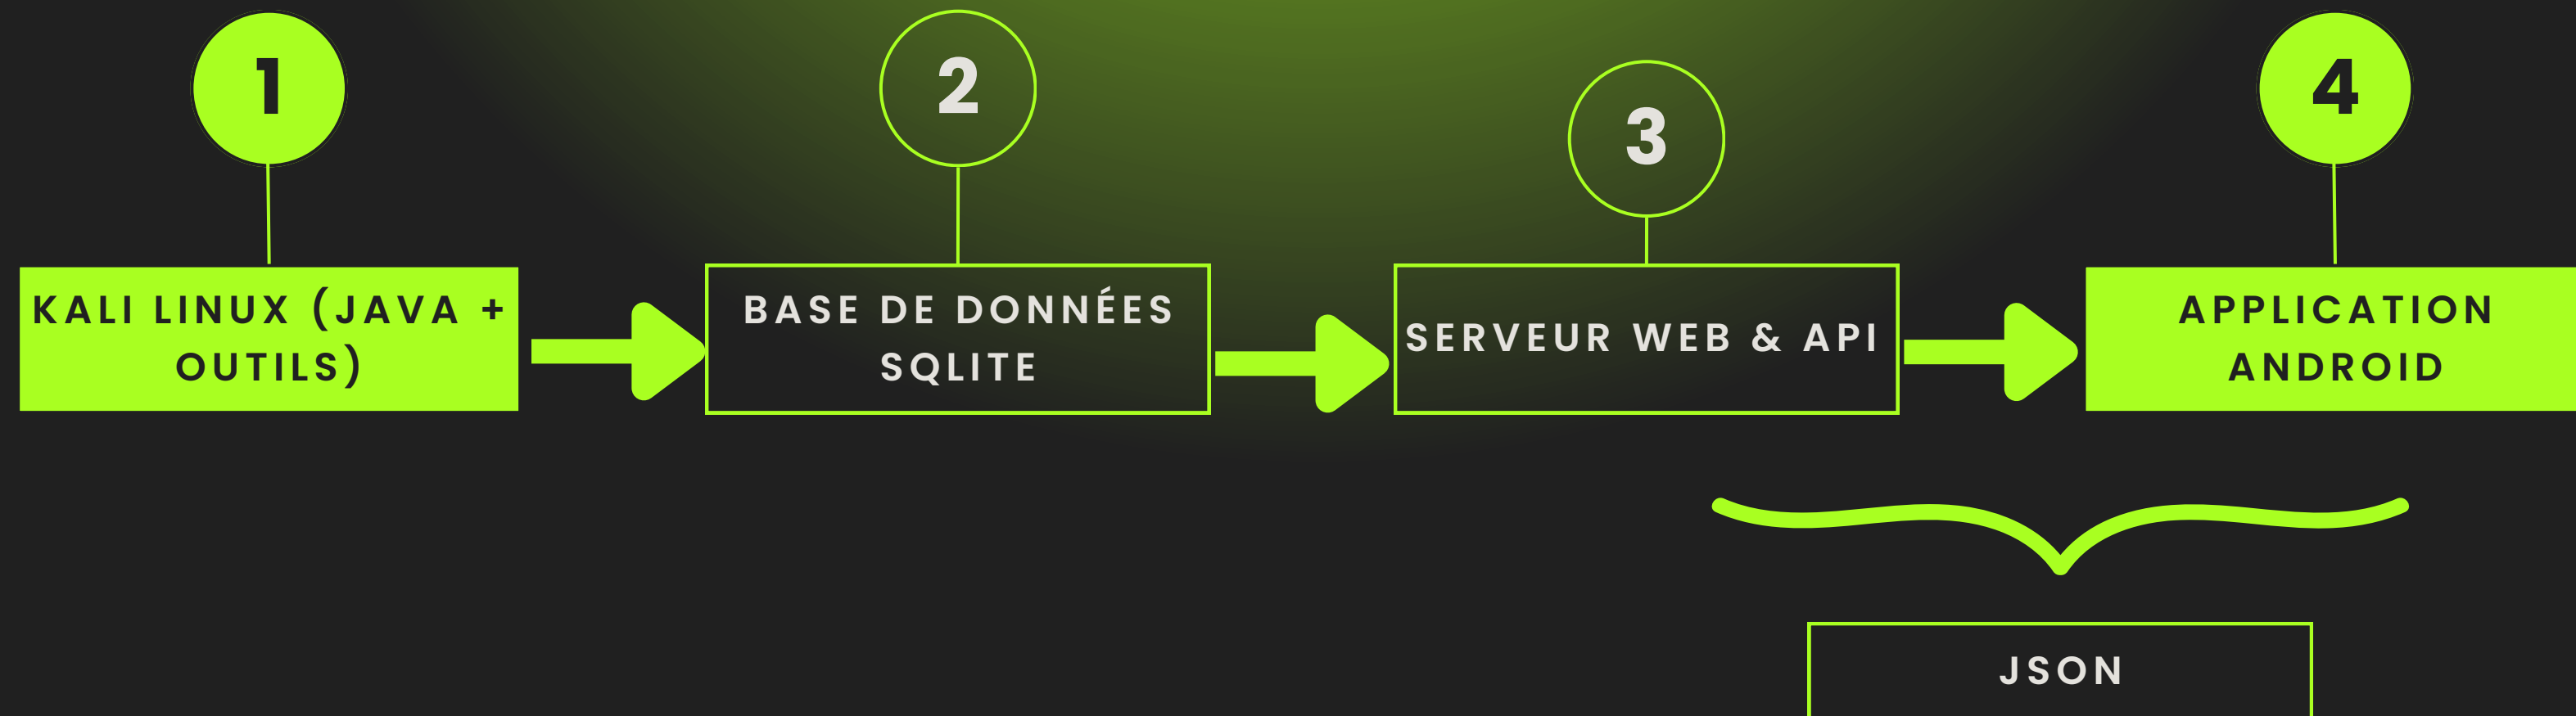 1
2
3
4
KALI LINUX (JAVA +
OUTILS)
BASE DE DONNÉES
SQLITE
SERVEUR WEB & API
APPLICATION
ANDROID
JSON